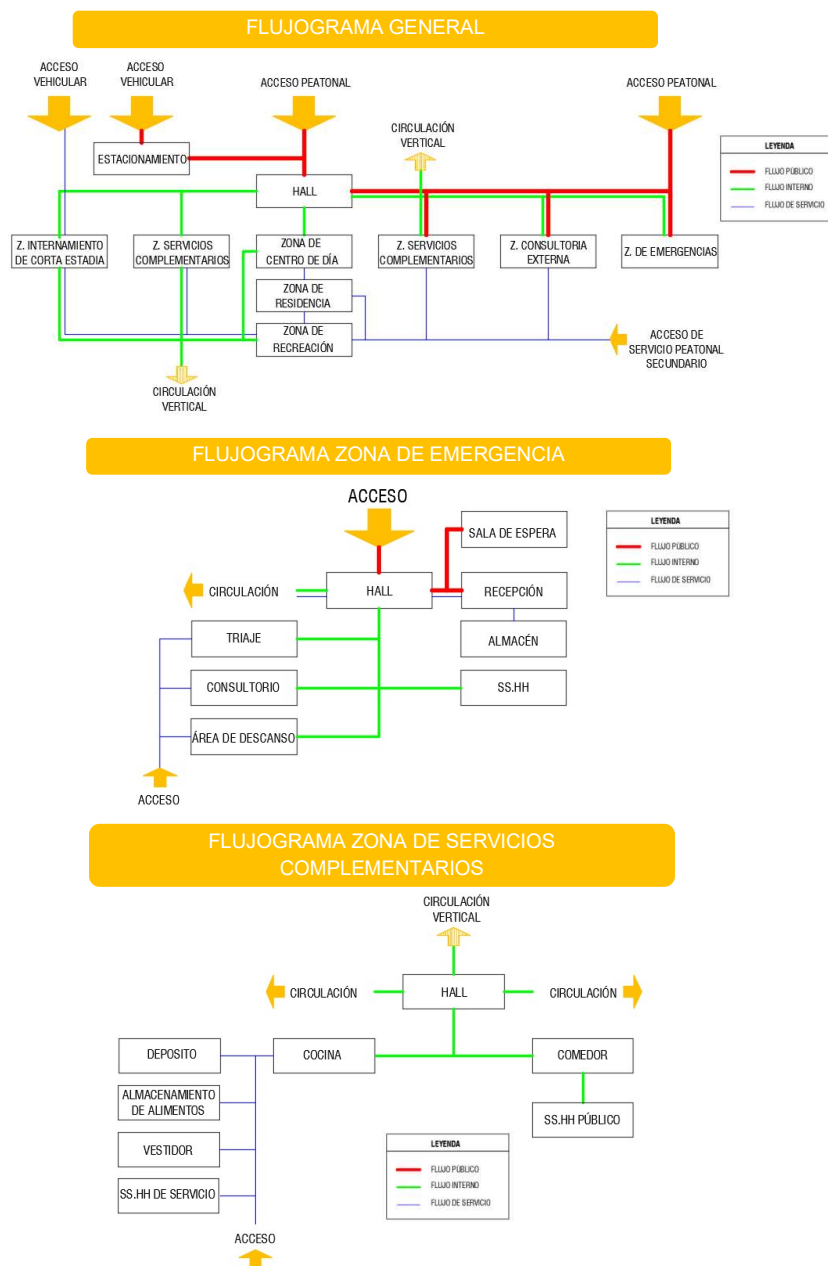 FLUJOGRAMA GENERAL
ACCESO
VEHICULAR
ACCESO
VEHICULAR
ACCESO PEATONAL
ACCESO PEATONAL
CIRCULACIÓN
VERTICAL
ESTACIONAMIENTO
HALL
LEYENDA
FLUJO PÚBLICO
FLUJO INTERNO
FLUJO DE SERVICIO
Z. INTERNAMIENTO
DE CORTA ESTADIA
Z. SERVICIOS
COMPLEMENTARIOS
ZONA DE
CENTRO DE DÍA
Z. SERVICIOS
COMPLEMENTARIOS
Z. CONSULTORIA
EXTERNA
Z. DE EMERGENCIAS
ZONA DE
RESIDENCIA
ZONA DE
RECREACIÓN
ACCESO DE
SERVICIO PEATONAL
SECUNDARIO
CIRCULACIÓN
VERTICAL
FLUJOGRAMA ZONA DE EMERGENCIA
ACCESO
SALA DE ESPERA
LEYENDA
FLUJO PÚBLICO
FLUJO INTERNO
FLUJO DE SERVICIO
CIRCULACIÓN
HALL
RECEPCIÓN
TRIAJE
ALMACÉN
CONSULTORIO
SS.HH
ÁREA DE DESCANSO
ACCESO
FLUJOGRAMA ZONA DE SERVICIOS
COMPLEMENTARIOS
CIRCULACIÓN
VERTICAL
CIRCULACIÓN
HALL
CIRCULACIÓN
DEPOSITO
COCINA
COMEDOR
ALMACENAMIENTO
DE ALIMENTOS
SS.HH PÚBLICO
VESTIDOR
SS.HH DE SERVICIO
LEYENDA
FLUJO PÚBLICO
FLUJO INTERNO
FLUJO DE SERVICIO
ACCESO